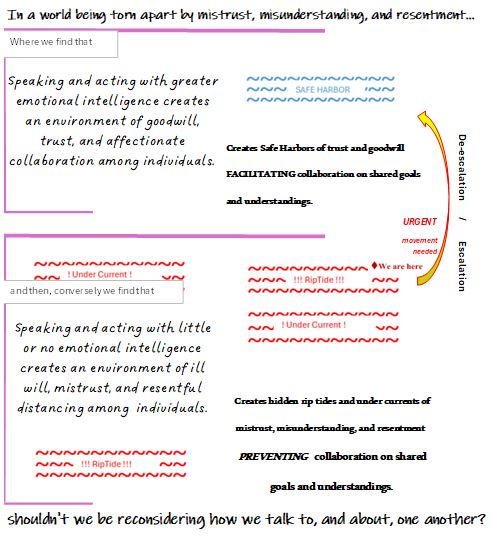 In a world being torn apart by mistrust, misunderstanding, and resentment...
Where we find that
Speaking and acting with greater
emotional intelligence creates
an environment of goodwill,
trust, and affectionate
collaboration among individuals.
SAFE HARBOR
Creates Safe Harbors of trust and goodwill
FACILITATING collaboration on shared goals
and understandings.
De-escalation / Escalation
URGENT
movement
needed
! Under Current !
♦We are here
!!! RipTide !!!
! Under Current !
and then, conversely we find that
Speaking and acting with little
or no emotional intelligence
creates an environment of ill
will, mistrust, and resentful
distancing among individuals.
!!! RipTide !!!
Creates hidden rip tides and under currents of
mistrust, misunderstanding, and resentment
PREVENTING collaboration on shared
goals and understandings.
shouldn't we be reconsidering how we talk to, and about, one another?